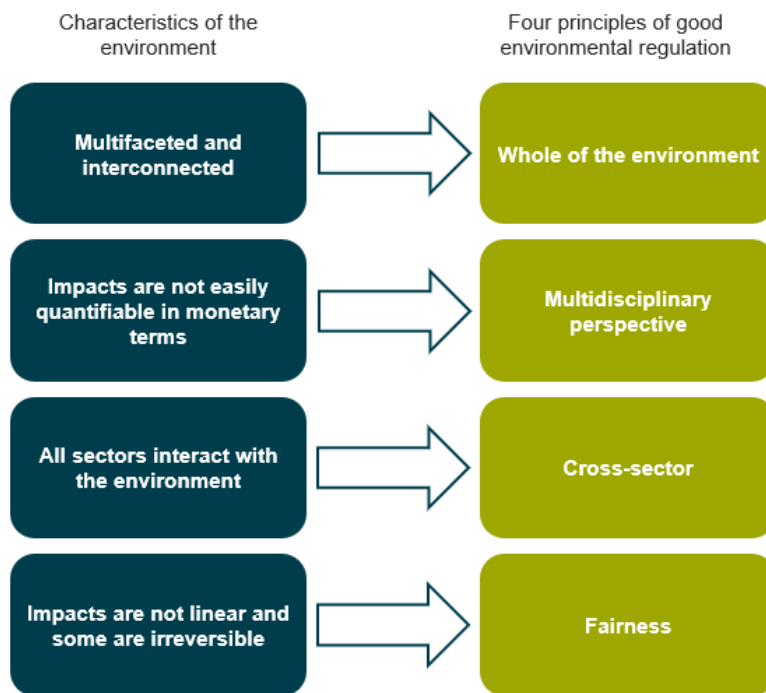 Characteristics of the
environment
Four principles of good
environmental regulation
Multifaceted and
interconnected
Whole of the environment
Impacts are not easily
quantifiable in monetary
terms
Multidisciplinary
perspective
All sectors interact with
the environment
Cross-sector
Impacts are not linear and
some are irreversible
Fairness